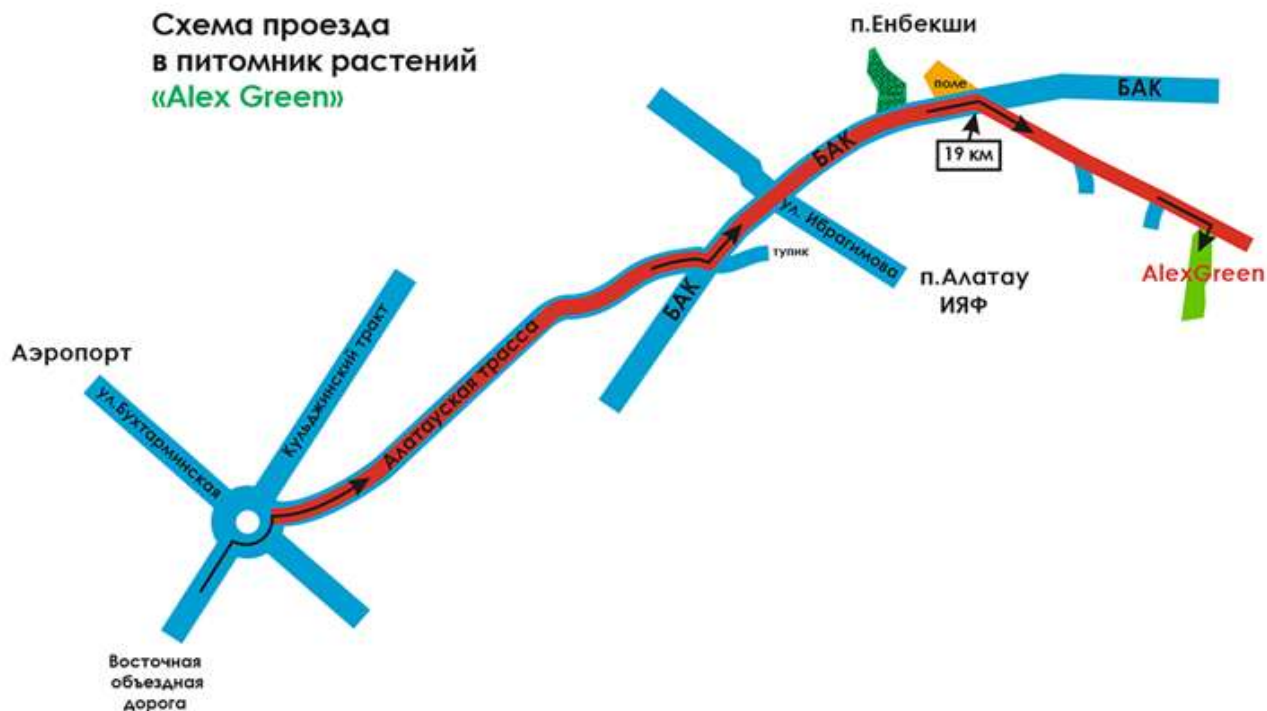 Схема проезда
в питомник растений
«Alex Green»
п.Енбекши
поле
БАК
БАК
19 км
ул. Ибрагимова
тупик
п.Алатау
ИЯФ
AlexGreen
БАК
Алатауская трасса
Кульджинский тракт
Аэропорт
ул.Бухтарминская
Восточная
объездная
дорога